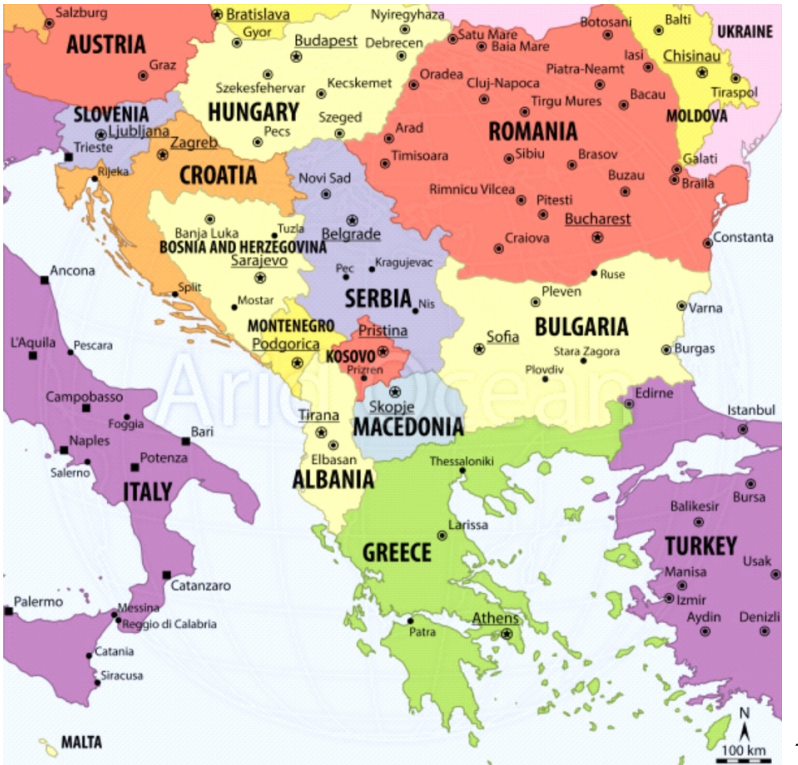 Salzburg
AUSTRIA
Graz
Bratislava
Gyor
Budapest
Nyiregyhaza
Debrecen
Szekesfehervar
Kecskemet
HUNGARY
Szeged
Pecs
Satu Mare
Baia Mare
Botosani
Balti
UKRAINE
Iasi
Chisinau
Oradea
Cluj-Napoca
Piatra-Neamt
Tiraspol
Tirgu Mures
Bacau
MOLDOVA
ROMANIA
Arad
Timisoara
Sibiu
Brasov
Galati
Braila
Buzau
Rimnicu Vilcea
Pitesti
Bucharest
Craiova
Constanta
SLOVENIA
Ljubljana
Trieste
Zagreb
Rijeka
CROATIA
Novi Sad
Banja Luka
Tuzla
Belgrade
BOSNIA AND HERZEGOVINA
Sarajevo
Pec
Kragujevac
Split
Mostar
SERBIA
Nis
Ruse
Pleven
Varna
BULGARIA
Sofia
Stara Zagora
Burgas
Plovdiv
MONTENEGRO
Podgorica
Pristina
KOSOVO
Prizren
Ancona
L'Aquila
Pescara
Arid Ocean
Campobasso
Foggia
Naples
Bari
Salerno
Potenza
ITALY
Tirana
Skopje
MACEDONIA
Elbasan
ALBANIA
Edirne
Istanbul
Thessaloniki
Bursa
Balikesir
Larissa
GREECE
TURKEY
Usak
Manisa
Izmir
Catanzaro
Palermo
Messina
Reggio di Calabria
Athens
Patra
Aydin
Denizli
Catania
Siracusa
MALTA
N
100 km